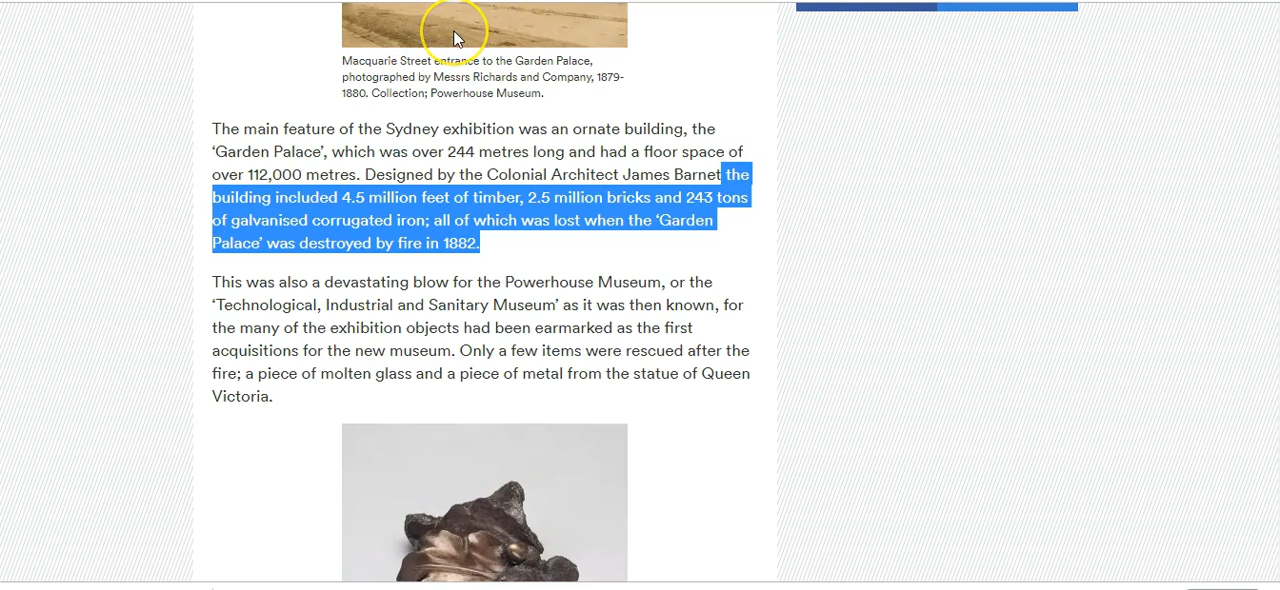 Macquarie Street entrance to the Garden Palace,
photographed by Messrs Richards and Company, 1879-
1880. Collection; Powerhouse Museum.
The main feature of the Sydney exhibition was an ornate building, the
‘Garden Palace’, which was over 244 metres long and had a floor space of
over 112,000 metres. Designed by the Colonial Architect James Barnet the
building included 4.5 million feet of timber, 2.5 million bricks and 243 tons
of galvanised corrugated iron; all of which was lost when the ‘Garden
Palace’ was destroyed by fire in 1882.
This was also a devastating blow for the Powerhouse Museum, or the
‘Technological, Industrial and Sanitary Museum’ as it was then known, for
the many of the exhibition objects had been earmarked as the first
acquisitions for the new museum. Only a few items were rescued after the
fire; a piece of molten glass and a piece of metal from the statue of Queen
Victoria.